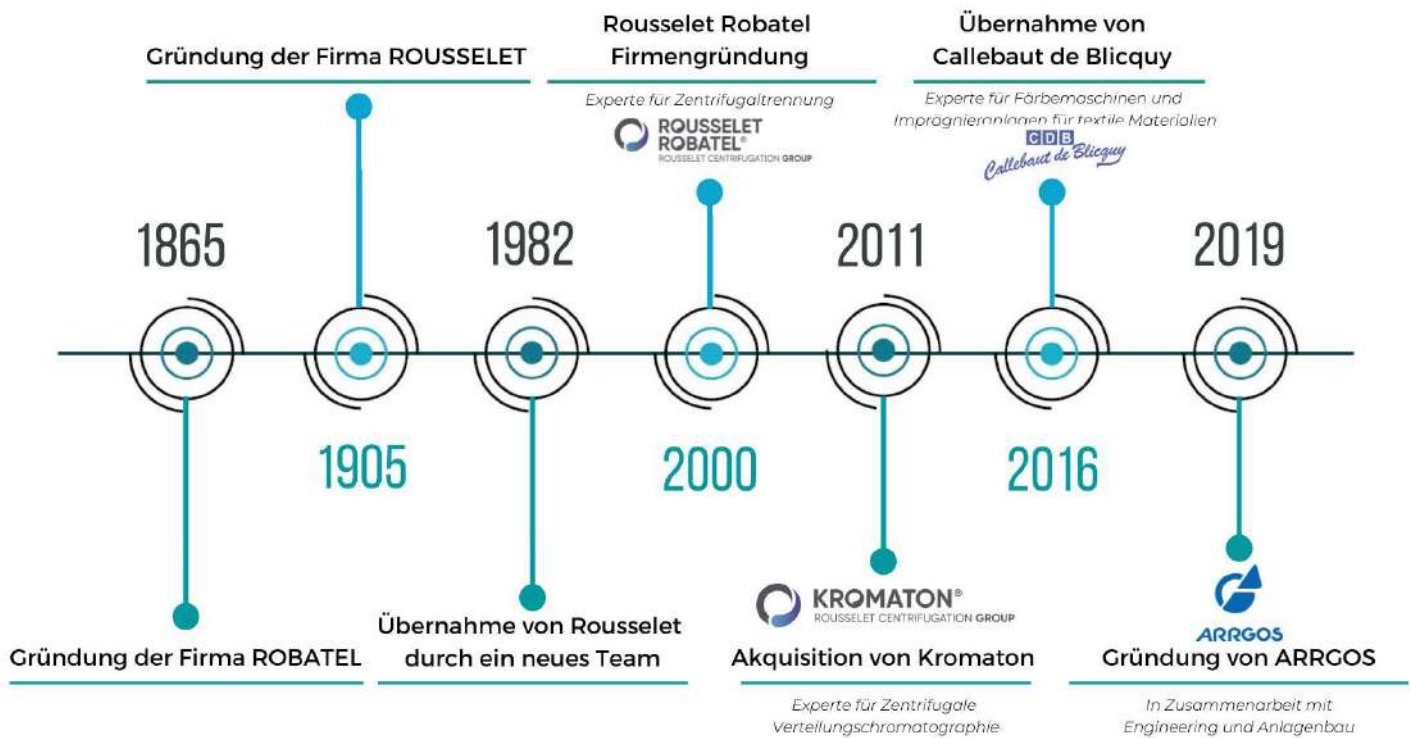 Gründung der Firma ROUSSELET
Rousselet Robatel
Firmengründung
Experte für Zentrifugaltrennung
ROUSSELET
ROBATEL®
ROUSSELET CENTRIFUGATION GROUP
Übernahme von
Callebaut de Blicquy
Experte für Färbemaschinen und
Imprägnieranlagen für textile Materialien
CDB
Callebaut de Blicquy
1865
1982
2011
2019
1905
2000
2016
Gründung der Firma ROBATEL
Übernahme von Rousselet
durch ein neues Team
KROMATON®
ROUSSELET CENTRIFUGATION GROUP
Akquisition von Kromaton
Experte für Zentrifugale
Verteilungschromatographie
ARRGOS
Gründung von ARRGOS
In Zusammenarbeit mit
Engineering und Anlagenbau